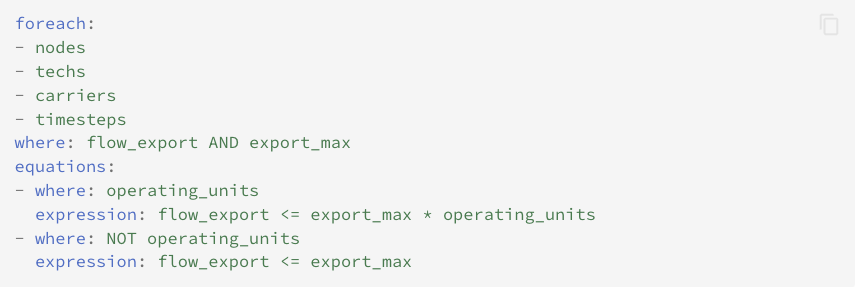 foreach:
- nodes
- techs
- carriers
- timesteps
where: flow_export AND export_max
equations:
- where: operating_units
  expression: flow_export <= export_max * operating_units
- where: NOT operating_units
  expression: flow_export <= export_max